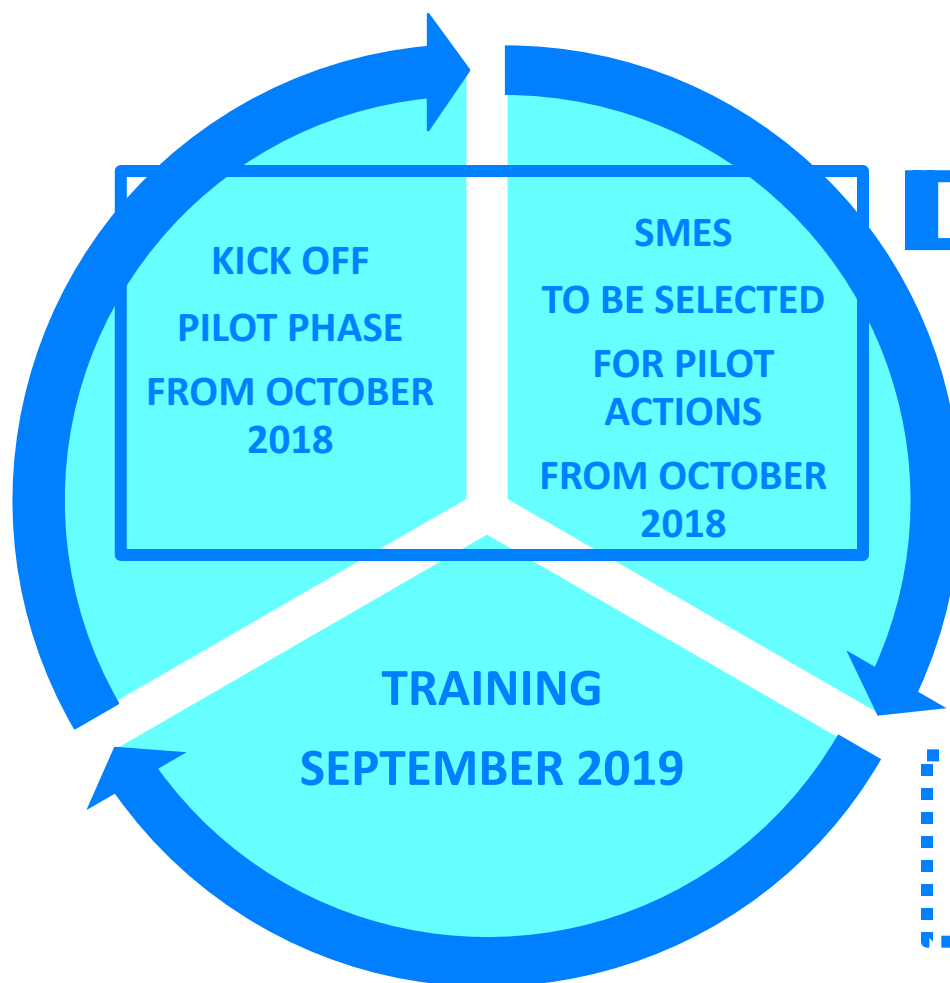 KICK OFF
PILOT PHASE
FROM OCTOBER
2018
SMES
TO BE SELECTED
FOR PILOT
ACTIONS
FROM OCTOBER
2018
TRAINING
SEPTEMBER 2019